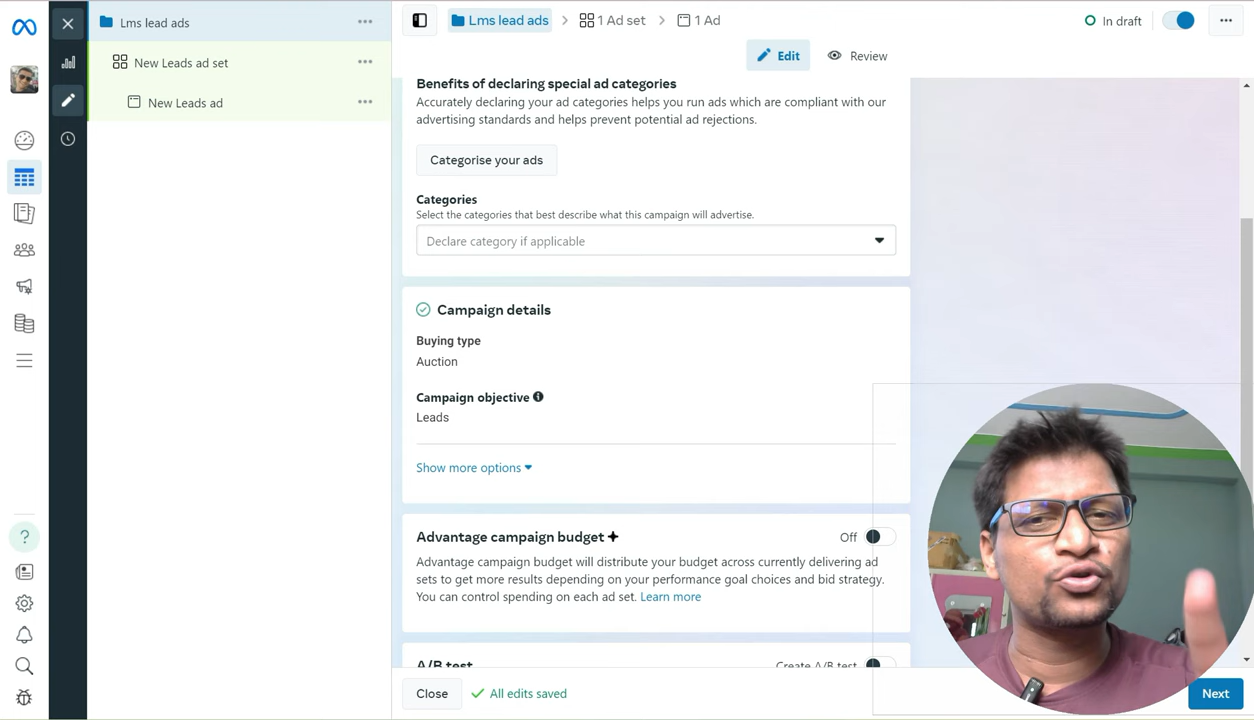 Lms lead ads
New Leads ad set
New Leads ad
Lms lead ads
1 Ad set
1 Ad
In draft
Edit
Review
Benefits of declaring special ad categories
Accurately declaring your ad categories helps you run ads which are compliant with our
advertising standards and helps prevent potential ad rejections.
Categorise your ads
Categories
Select the categories that best describe what this campaign will advertise.
Declare category if applicable
Campaign details
Buying type
Auction
Campaign objective
Leads
Show more options
Advantage campaign budget
Off
Advantage campaign budget will distribute your budget across currently delivering ad
sets to get more results depending on your performance goal choices and bid strategy.
You can control spending on each ad set. Learn more
A/B test
Create A/B test
Close
All edits saved
Next